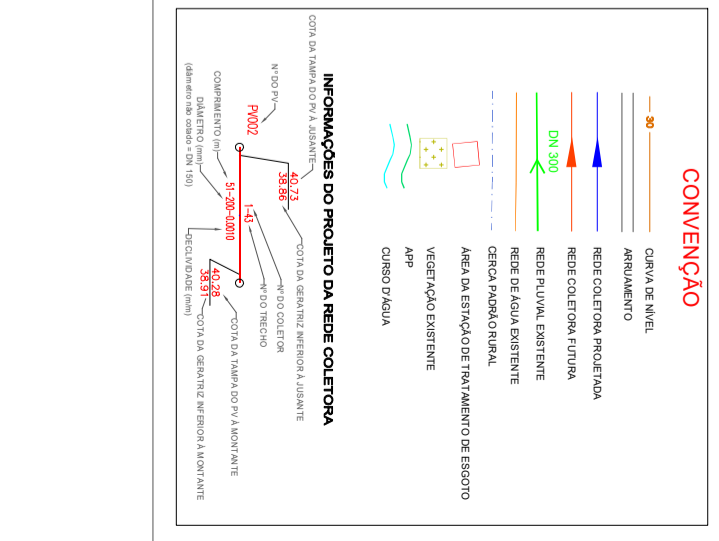 CONVENÇÃO
30
CURVA DE NÍVEL
ARRUAMENTO
REDE COLETORA PROJETADA
REDE COLETORA FUTURA
DN 300
REDE PLUVIAL EXISTENTE
REDE DE ÁGUA EXISTENTE
CERCA PADRÃO RURAL
ÁREA DA ESTAÇÃO DE TRATAMENTO DE ESGOTO
VEGETAÇÃO EXISTENTE
APP
CURSO D'ÁGUA
INFORMAÇÕES DO PROJETO DA REDE COLETORA
COTA DA TAMPA DO PV À JUSANTE
40.73
38.86
COTA DA GERATRIZ INFERIOR À JUSANTE
Nº DO PV
PV002
Nº DO COLETOR
1-43
Nº DO TRECHO
COMPRIMENTO (m)
51-200-0.0010
DIÂMETRO (mm)
(diâmetro não cotado = DN 150)
DECLIVIDADE (m/m)
40.28
38.91
COTA DA TAMPA DO PV À MONTANTE
COTA DA GERATRIZ INFERIOR À MONTANTE